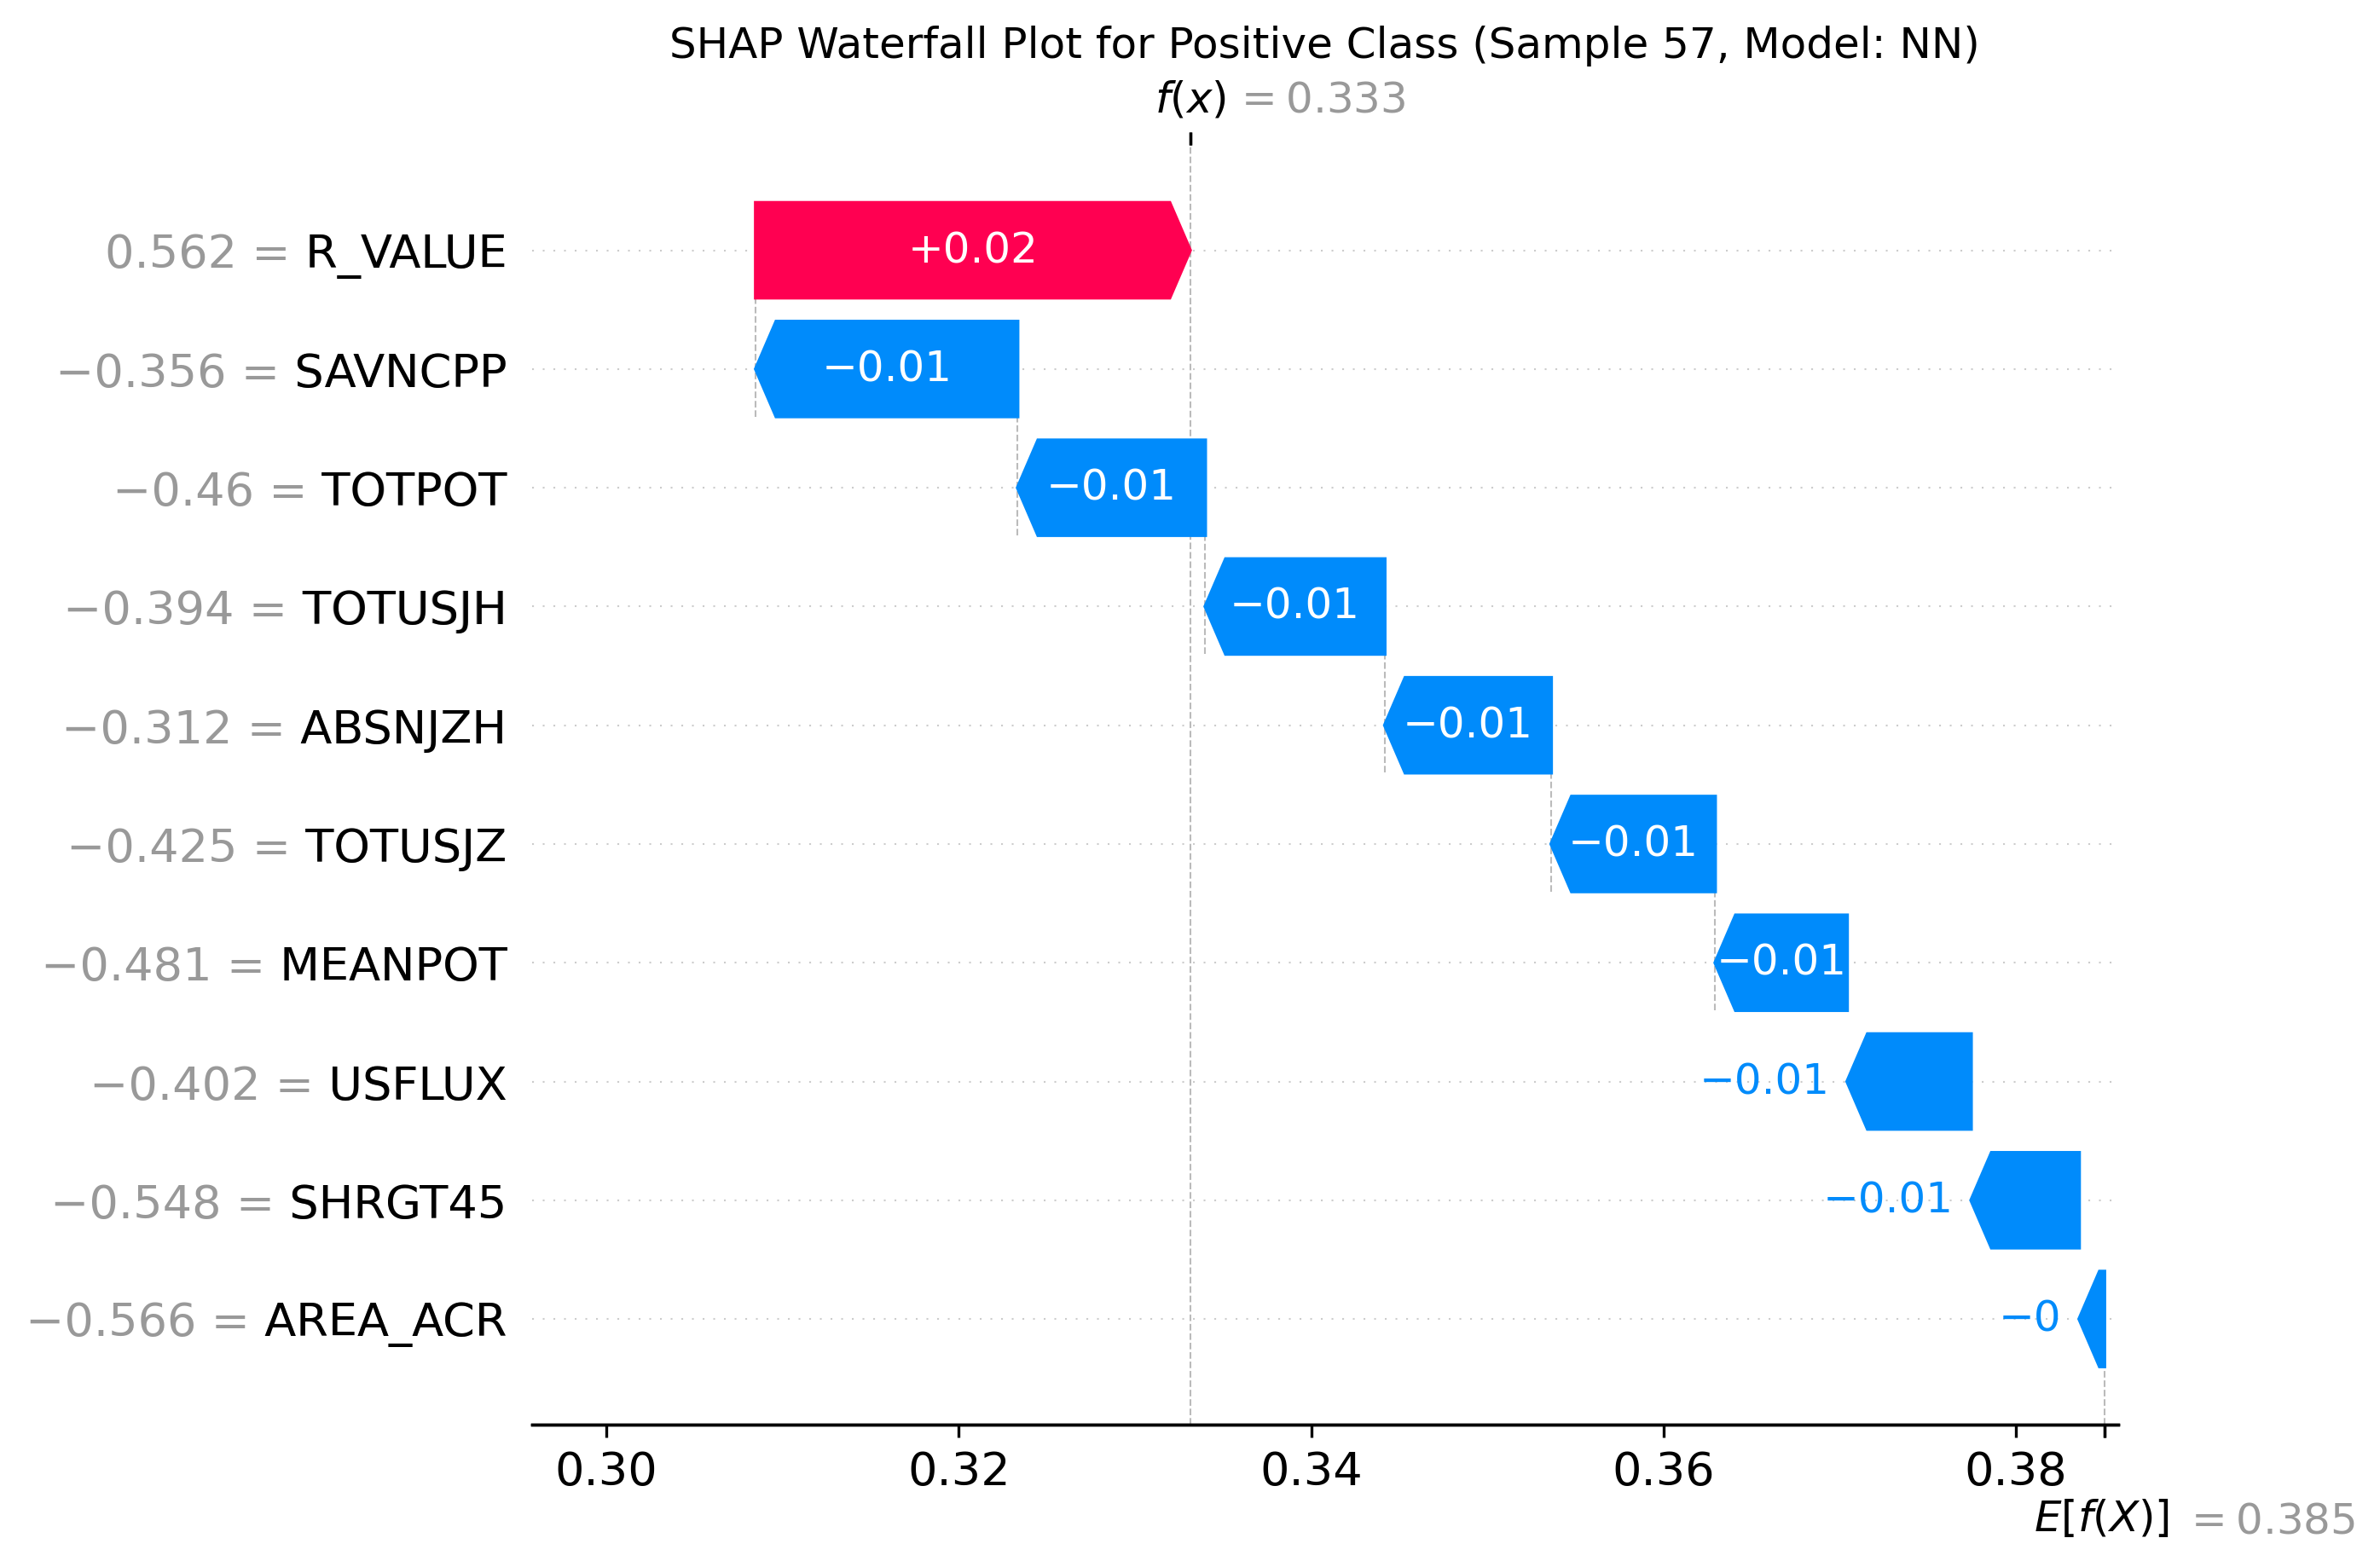 SHAP Waterfall Plot for Positive Class (Sample 57, Model: NN)
f(x) = 0.333
0.562 = R_VALUE +0.02
−0.356 = SAVNCPP −0.01
−0.46 = TOTPOT −0.01
−0.394 = TOTUSJH −0.01
−0.312 = ABSNJZH −0.01
−0.425 = TOTUSJZ −0.01
−0.481 = MEANPOT −0.01
−0.402 = USFLUX −0.01
−0.548 = SHRGT45 −0.01
−0.566 = AREA_ACR −0
0.30 0.32 0.34 0.36 0.38
E[f(X)] = 0.385